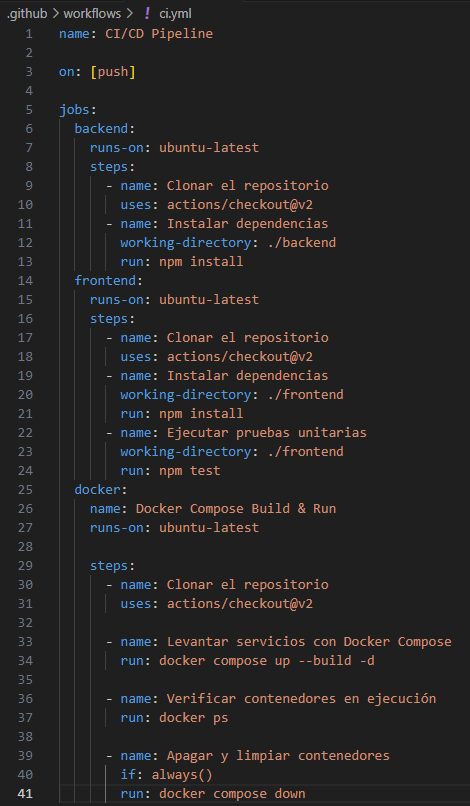 .github > workflows > ! ci.yml
1 name: CI/CD Pipeline
2
3 on: [push]
4
5 jobs:
6   backend:
7     runs-on: ubuntu-latest
8     steps:
9       - name: Clonar el repositorio
10         uses: actions/checkout@v2
11       - name: Instalar dependencias
12         working-directory: ./backend
13         run: npm install
14   frontend:
15     runs-on: ubuntu-latest
16     steps:
17       - name: Clonar el repositorio
18         uses: actions/checkout@v2
19       - name: Instalar dependencias
20         working-directory: ./frontend
21         run: npm install
22       - name: Ejecutar pruebas unitarias
23         working-directory: ./frontend
24         run: npm test
25   docker:
26     name: Docker Compose Build & Run
27     runs-on: ubuntu-latest
28
29     steps:
30       - name: Clonar el repositorio
31         uses: actions/checkout@v2
32
33       - name: Levantar servicios con Docker Compose
34         run: docker compose up --build -d
35
36       - name: Verificar contenedores en ejecución
37         run: docker ps
38
39       - name: Apagar y limpiar contenedores
40         if: always()
41         run: docker compose down